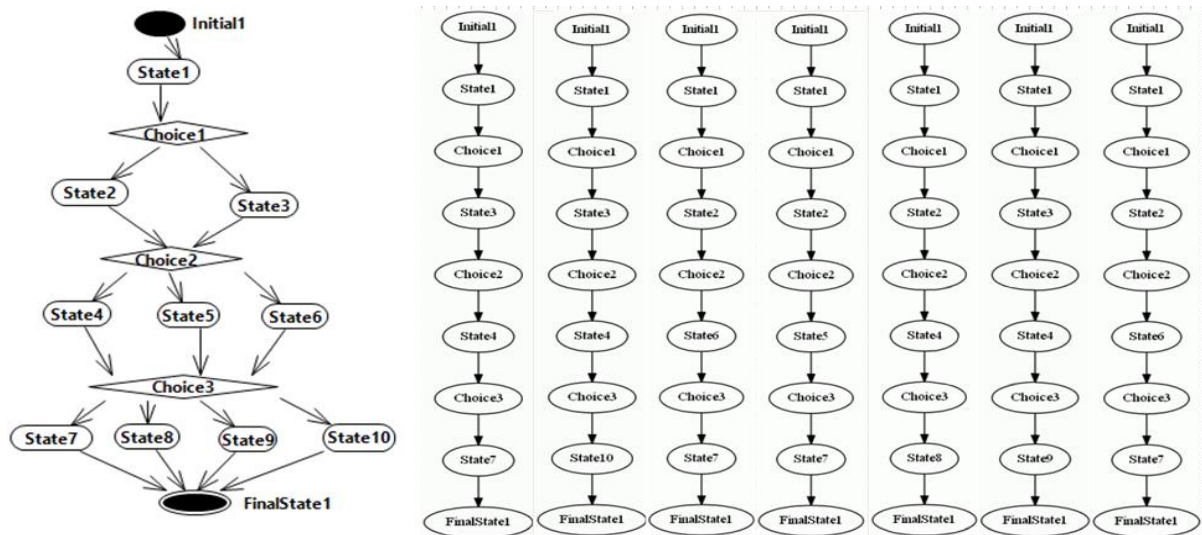 Initial1
State1
Choice1
State2
State3
Choice2
State4 State5 State6
Choice3
State7 State8 State9 State10
FinalState1
Initial1 Initial1 Initial1 Initial1 Initial1 Initial1 Initial1
State1 State1 State1 State1 State1 State1 State1
Choice1 Choice1 Choice1 Choice1 Choice1 Choice1 Choice1
State3 State3 State2 State2 State2 State3 State2
Choice2 Choice2 Choice2 Choice2 Choice2 Choice2 Choice2
State4 State4 State6 State5 State4 State4 State6
Choice3 Choice3 Choice3 Choice3 Choice3 Choice3 Choice3
State7 State10 State7 State7 State8 State9 State7
FinalState1 FinalState1 FinalState1 FinalState1 FinalState1 FinalState1 FinalState1